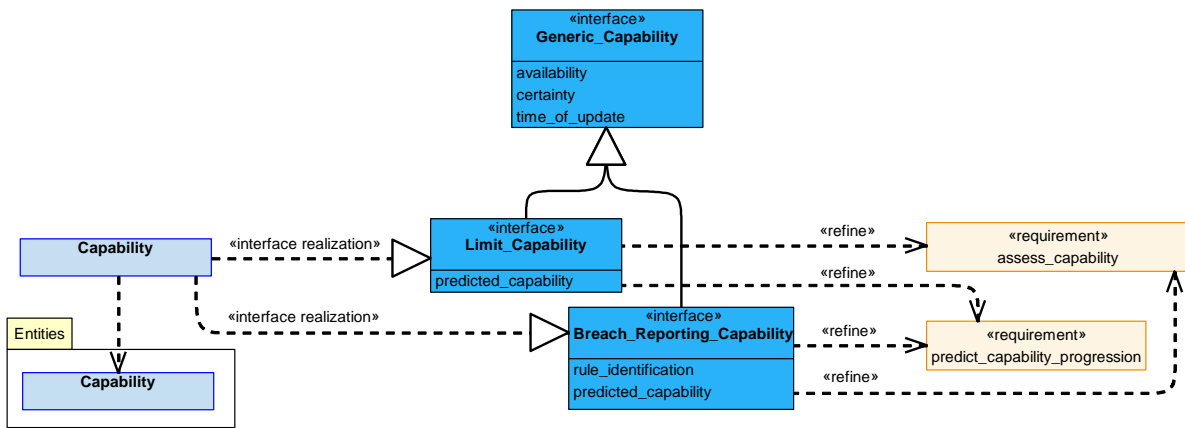 «interface»
Generic_Capability
availability
certainty
time_of_update
«interface»
Limit_Capability
predicted_capability
Capability
«interface realization»
«interface realization»
«refine»
«requirement»
assess_capability
«refine»
«interface»
Breach_Reporting_Capability
rule_identification
predicted_capability
«refine»
«requirement»
predict_capability_progression
«refine»
Entities
Capability